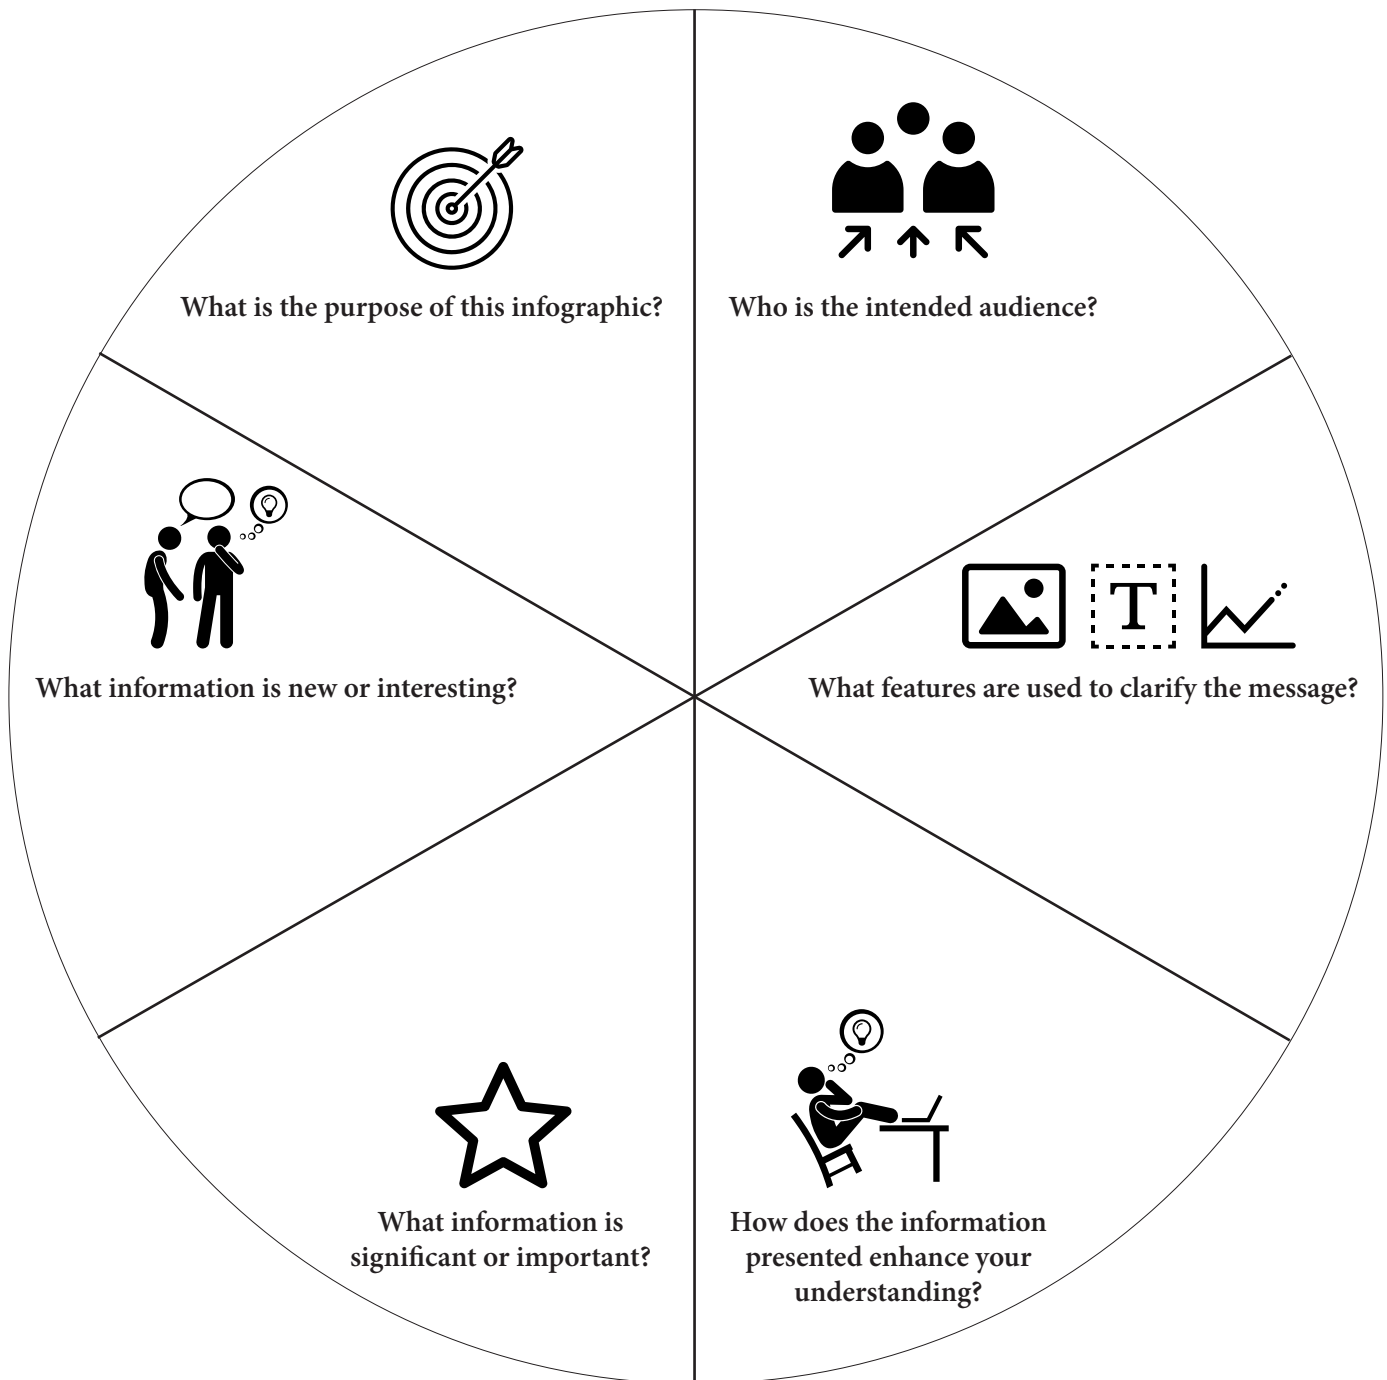 What is the purpose of this infographic?
Who is the intended audience?
What information is new or interesting?
T
What features are used to clarify the message?
What information is
significant or important?
How does the information
presented enhance your
understanding?